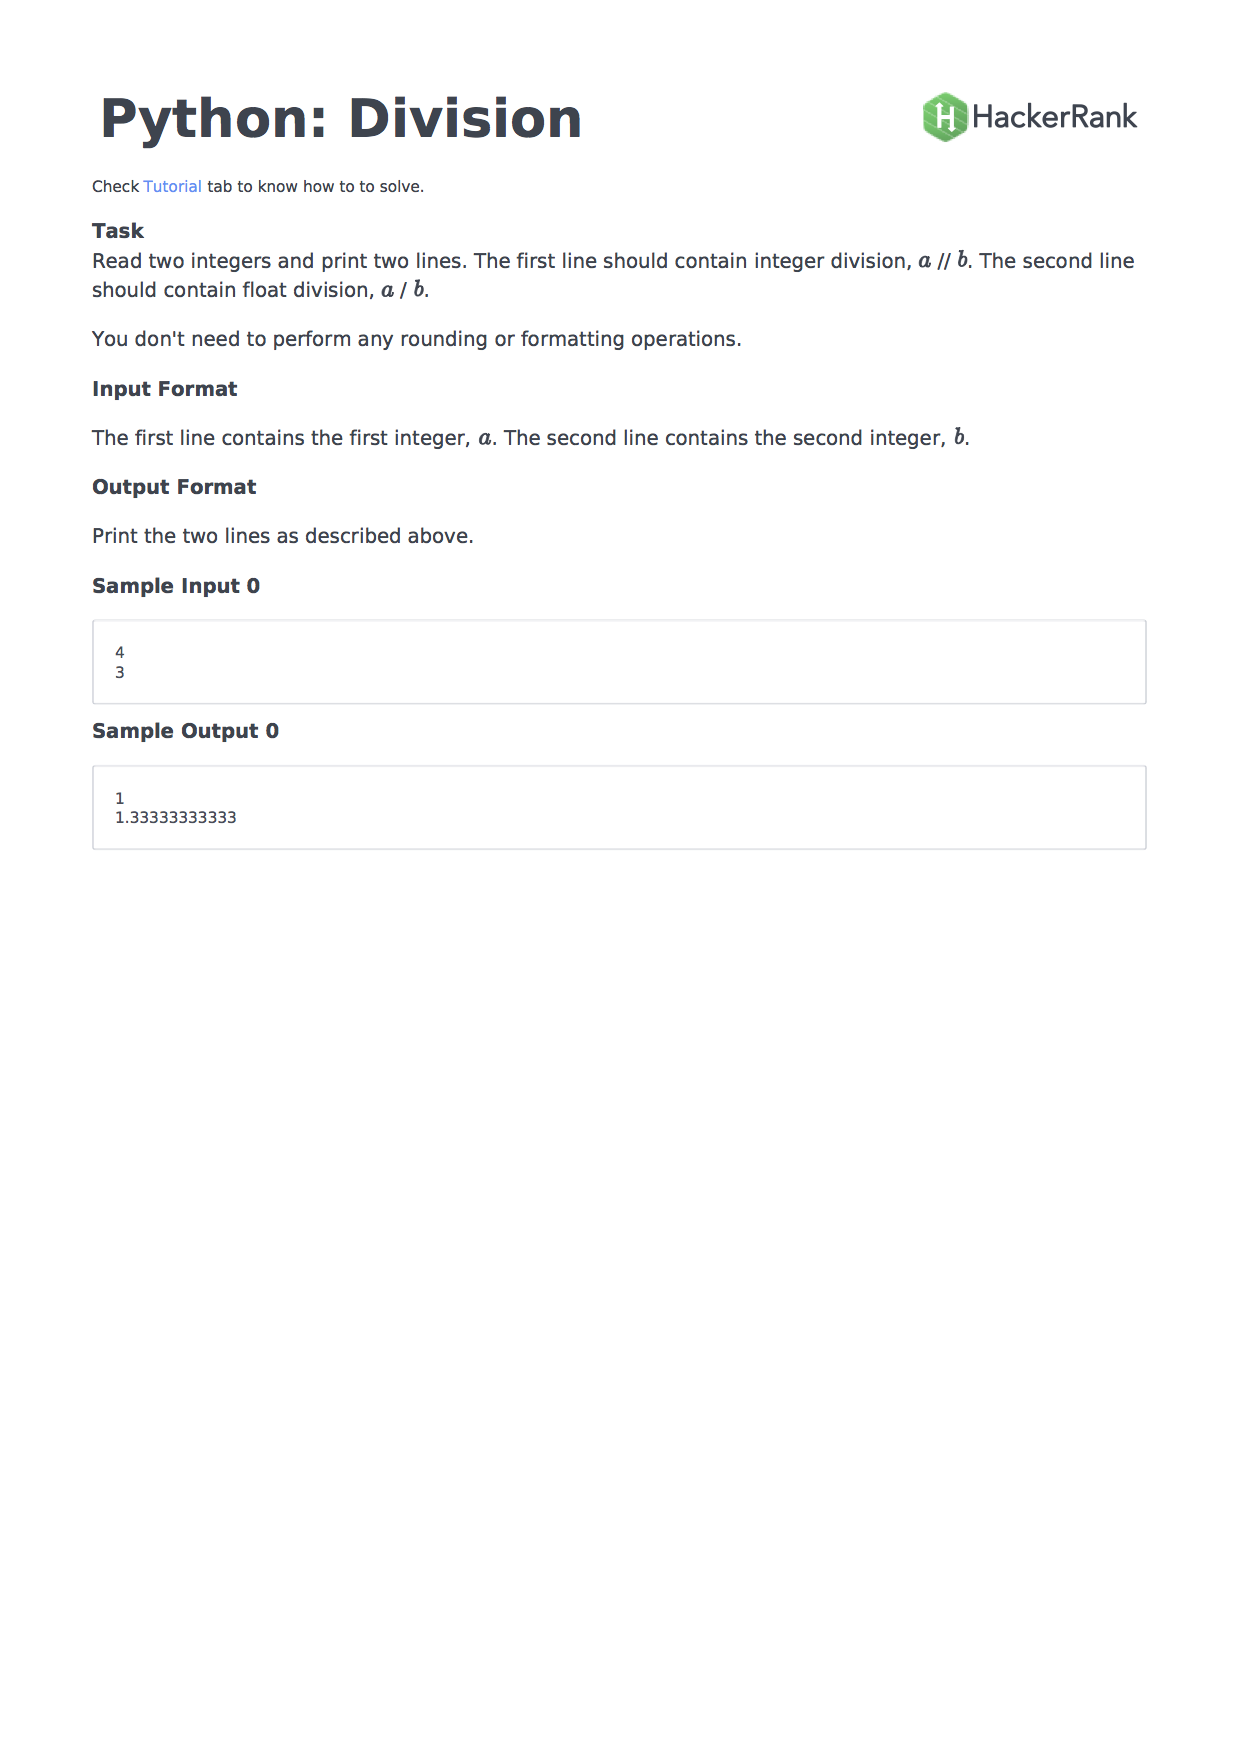 Python: Division
HackerRank
Check Tutorial tab to know how to to solve.
Task
Read two integers and print two lines. The first line should contain integer division, a // b. The second line
should contain float division, a / b.
You don't need to perform any rounding or formatting operations.
Input Format
The first line contains the first integer, a. The second line contains the second integer, b.
Output Format
Print the two lines as described above.
Sample Input 0
4
3
Sample Output 0
1
1.33333333333